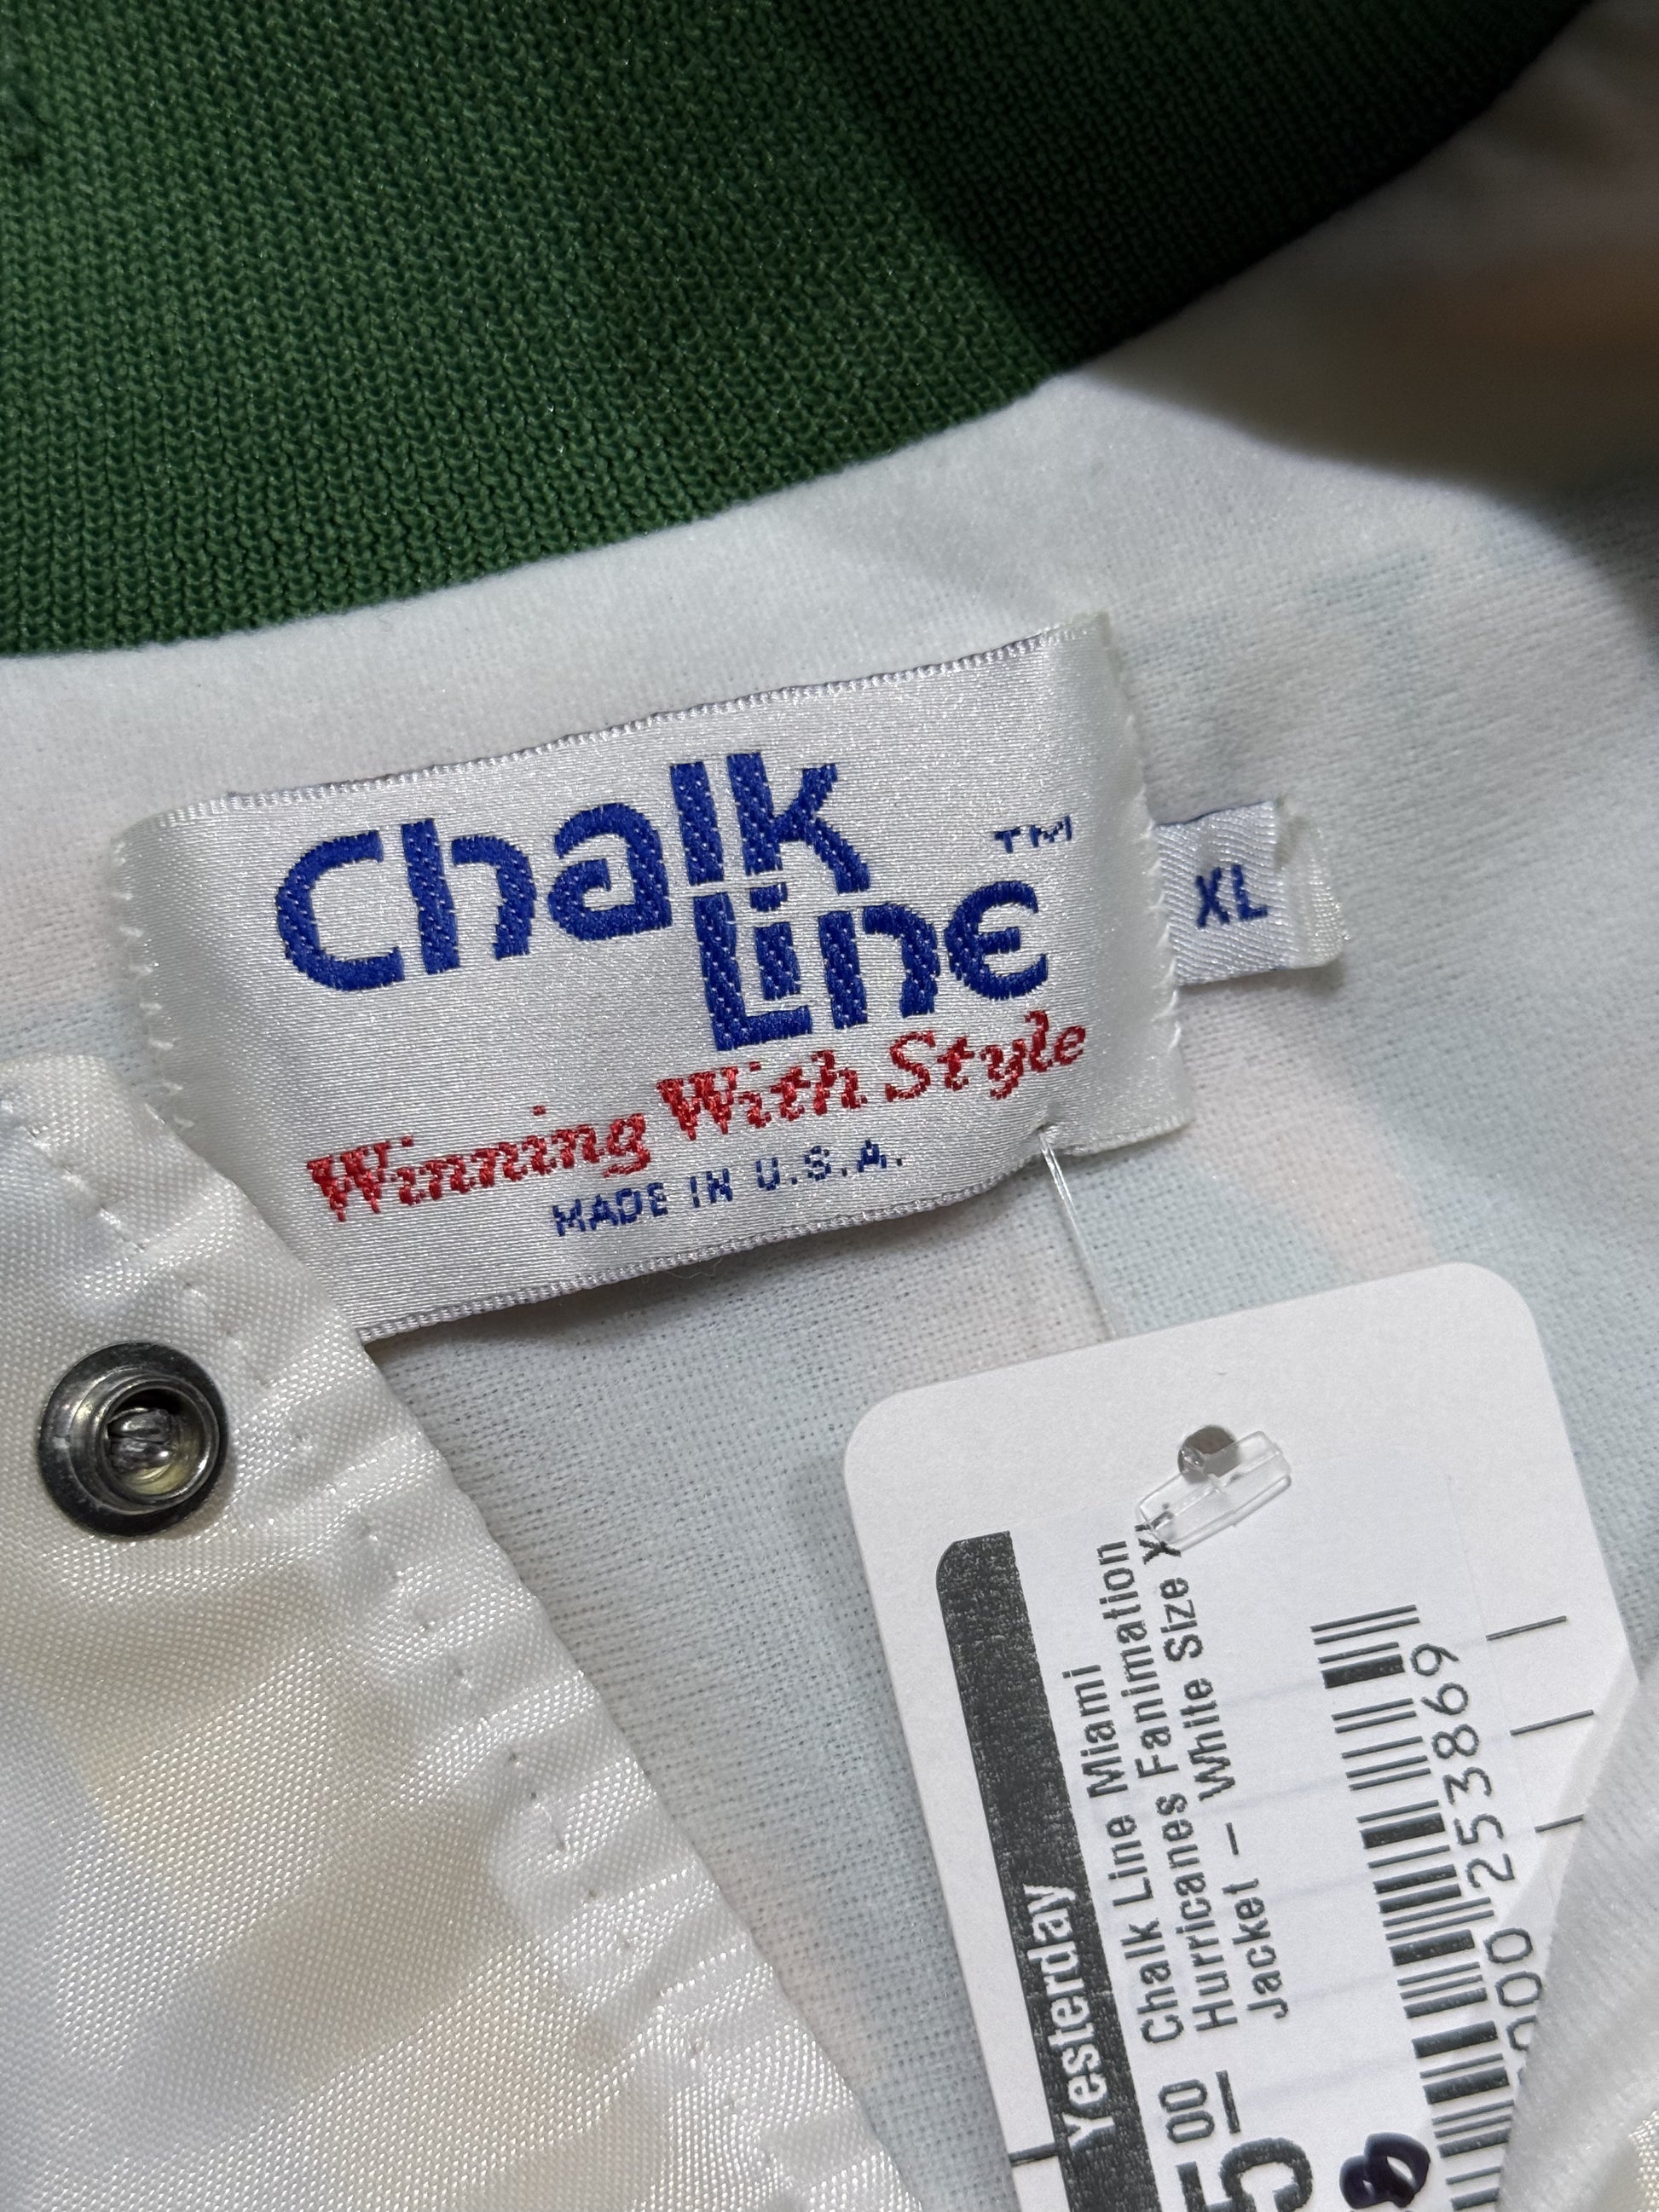 Chalk
Line
TM
Winning With Style
MADE IN U.S.A.
XL
Yesterday
Chalk Line Miami
Hurricanes Fanimation
Jacket – White Size
00
253869